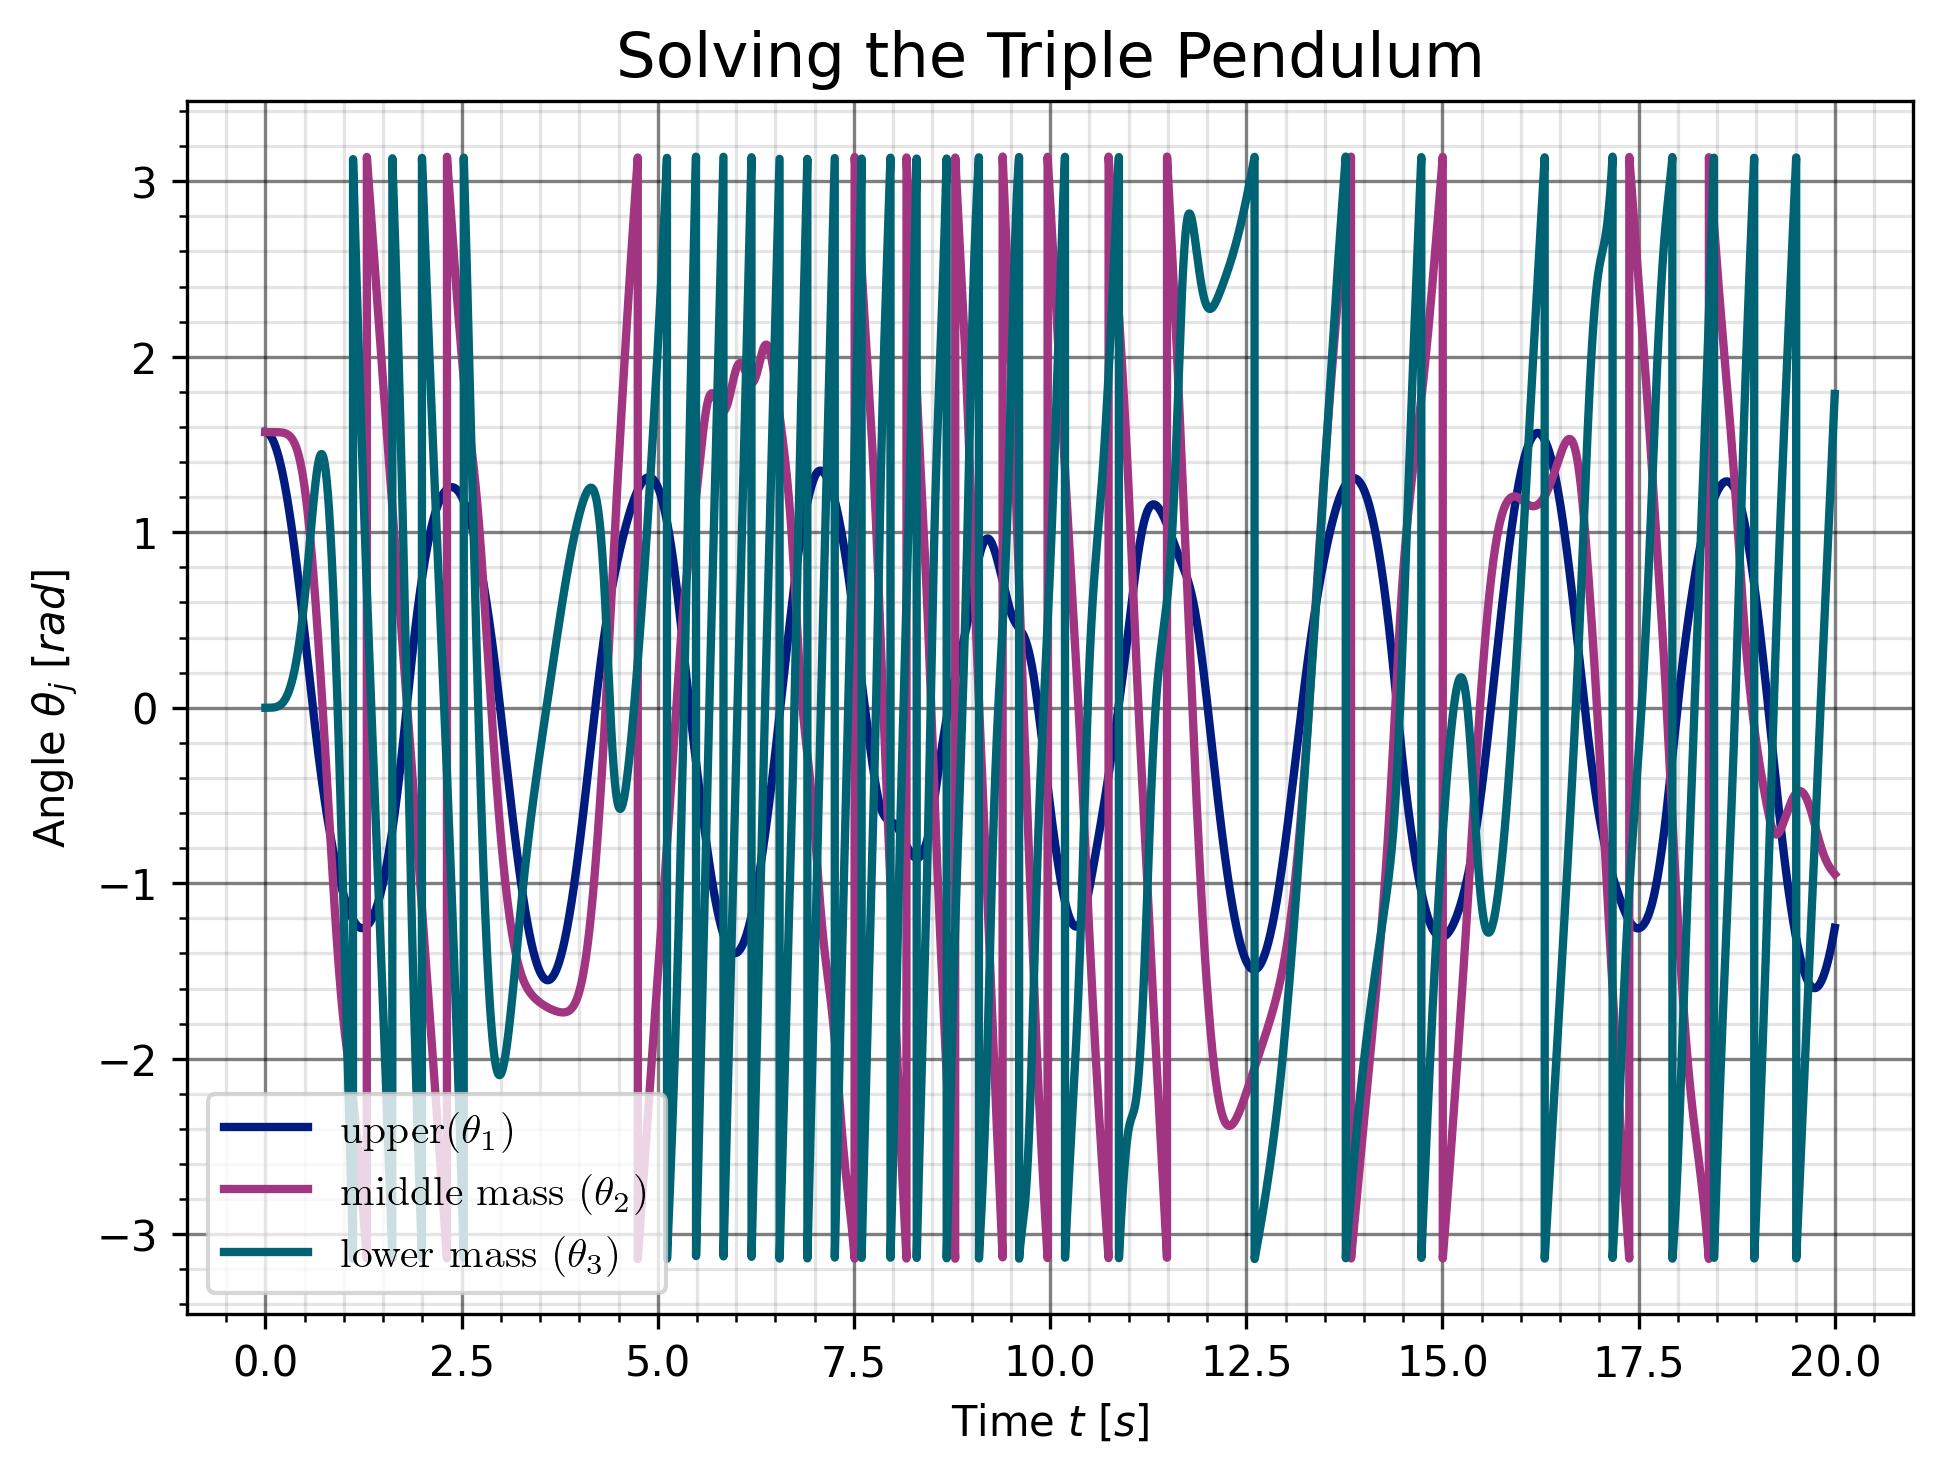 Solving the Triple Pendulum
Angle θj [rad]
3
2
1
0
−1
−2
−3
upper(θ1)
middle mass (θ2)
lower mass (θ3)
0.0 2.5 5.0 7.5 10.0 12.5 15.0 17.5 20.0
Time t [s]